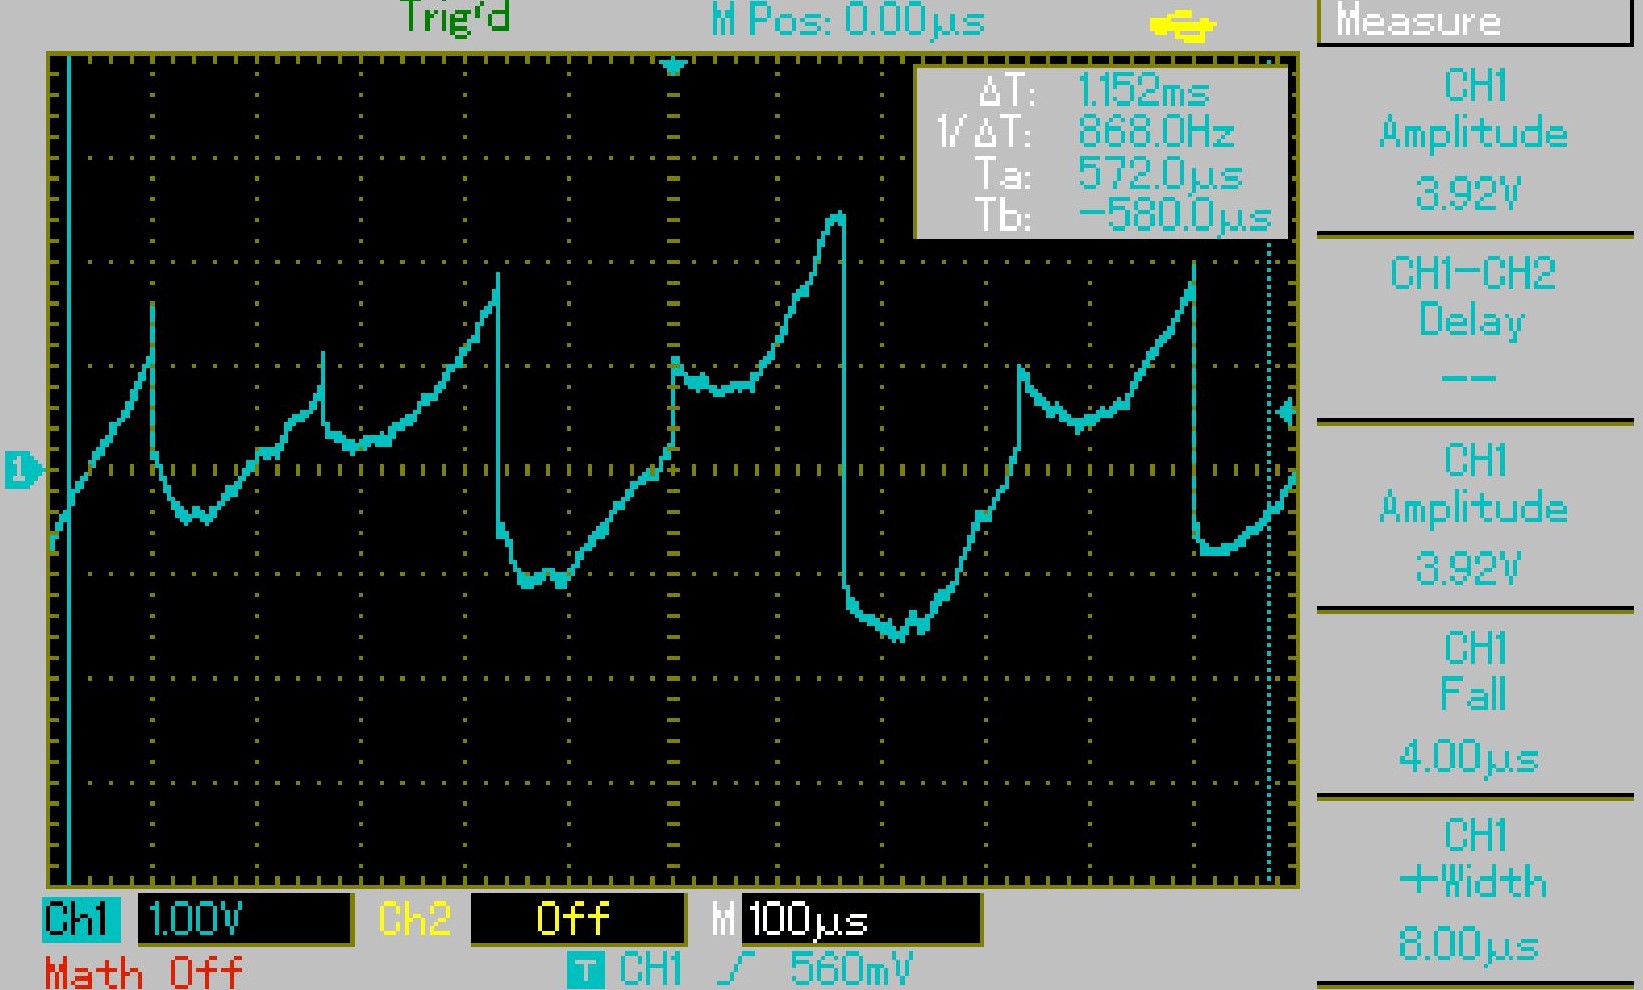 Trig'd M Pos: 0.00μs Measure
ΔT: 1.152ms
1/ΔT: 868.0Hz
Ta: 572.0μs
Tb: -580.0μs
CH1
Amplitude
3.92V
CH1-CH2
Delay
--
CH1
Amplitude
3.92V
CH1
Fall
4.00μs
CH1
+Width
8.00μs
1
Ch1 1.00V Ch2 Off M 100μs
Math Off T CH1 560mV